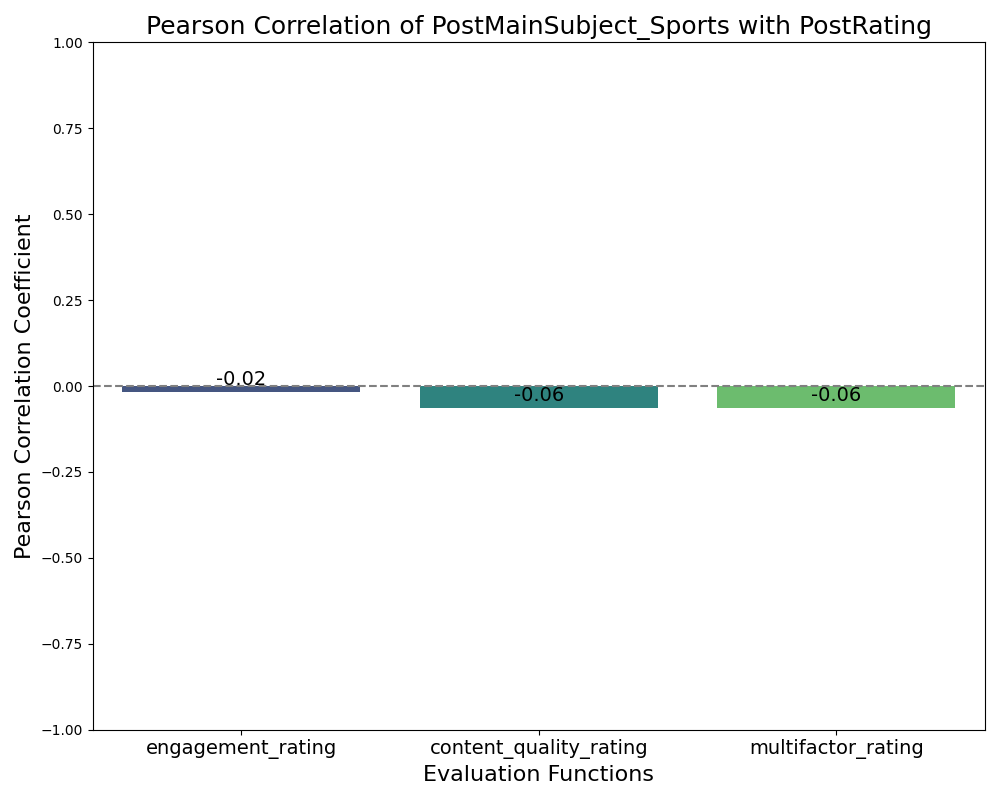 Pearson Correlation of PostMainSubject_Sports with PostRating
Pearson Correlation Coefficient
1.00
0.75
0.50
0.25
0.00
−0.25
−0.50
−0.75
−1.00
-0.02
-0.06
-0.06
engagement_rating
content_quality_rating
multifactor_rating
Evaluation Functions